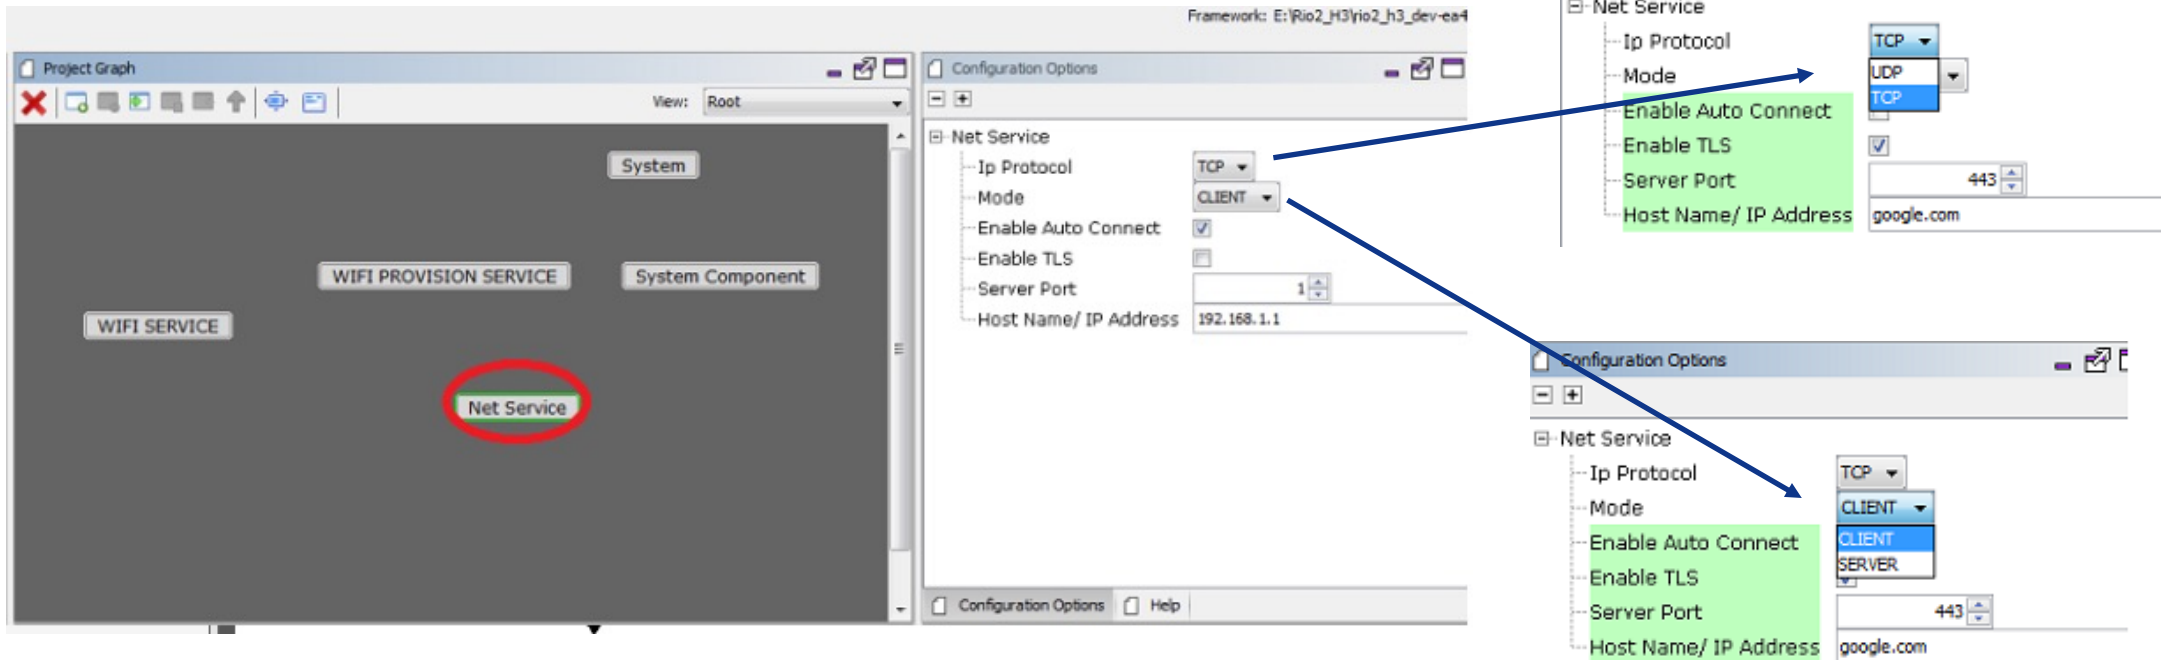 Framework: E:\Rio2_H3\rio2_h3_dev-ea4
Project Graph
View: Root
System
WIFI PROVISION SERVICE
System Component
WIFI SERVICE
Net Service
Configuration Options
Net Service
Ip Protocol TCP
Mode CLIENT
Enable Auto Connect
Enable TLS
Server Port 1
Host Name/ IP Address 192.168.1.1
Configuration Options Help
Net Service
Ip Protocol TCP
Mode UDP
TCP
Enable Auto Connect
Enable TLS
Server Port 443
Host Name/ IP Address google.com
Configuration Options
Net Service
Ip Protocol TCP
Mode CLIENT
Enable Auto Connect CLIENT
SERVER
Enable TLS
Server Port 443
Host Name/ IP Address google.com